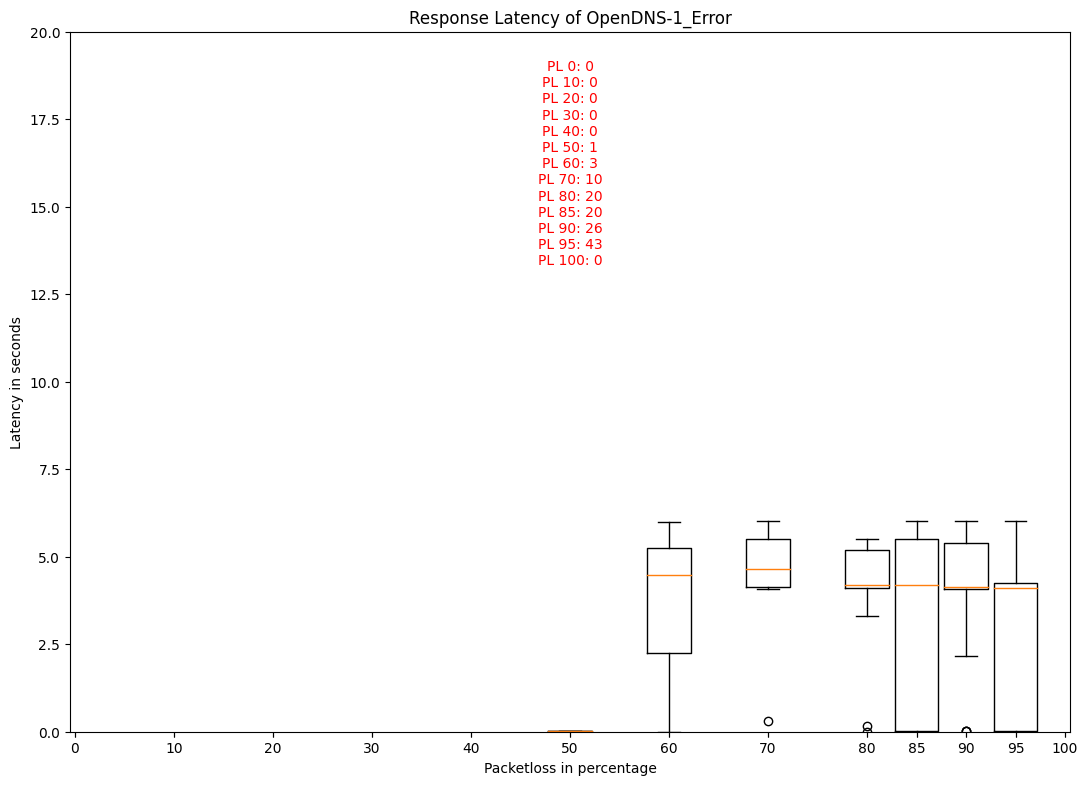 Response Latency of OpenDNS-1_Error
20.0
PL 0: 0
PL 10: 0
PL 20: 0
PL 30: 0
PL 40: 0
PL 50: 1
PL 60: 3
PL 70: 10
PL 80: 20
PL 85: 20
PL 90: 26
PL 95: 43
PL 100: 0
17.5
15.0
12.5
10.0
7.5
5.0
2.5
0.0
Latency in seconds
0 10 20 30 40 50 60 70 80 85 90 95 100
Packetloss in percentage